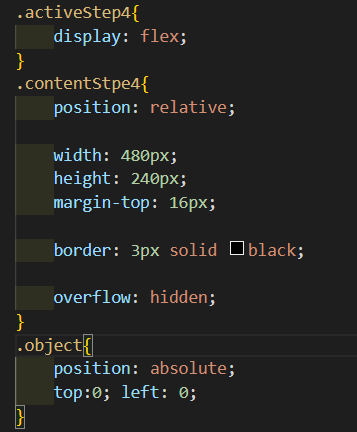 .activeStep4{
display: flex;
}
.contentStpe4{
position: relative;
width: 480px;
height: 240px;
margin-top: 16px;
border: 3px solid black;
overflow: hidden;
}
.object{
position: absolute;
top:0; left: 0;
}